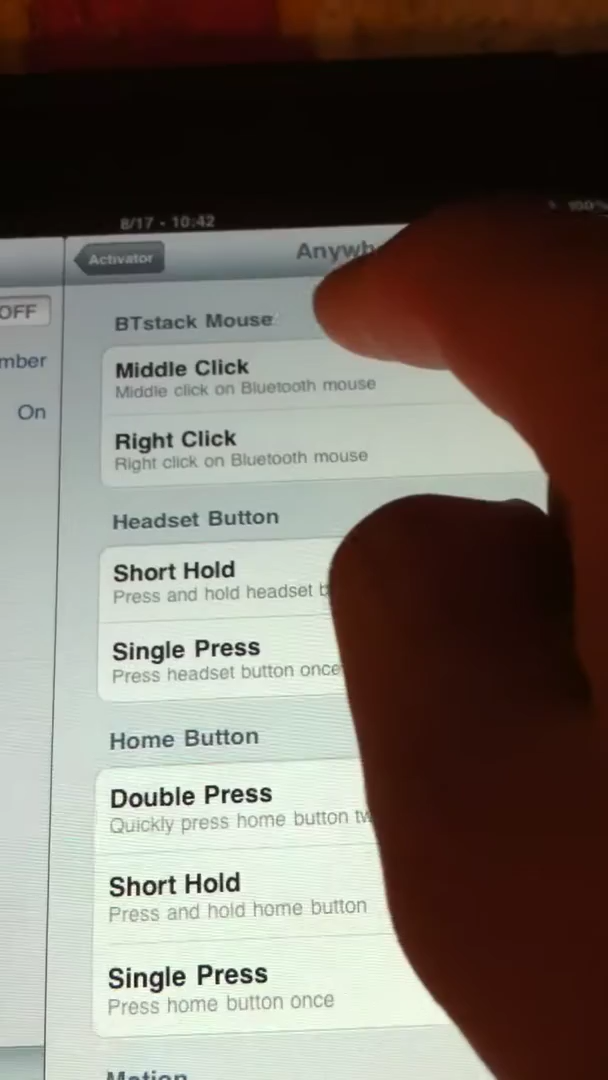 8/17 - 10:42
100%
Activator
OFF
BTstack Mouse
mber
Middle Click
Middle click on Bluetooth mouse
On
Right Click
Right click on Bluetooth mouse
Headset Button
Short Hold
Press and hold headset
Single Press
Press headset button once
Home Button
Double Press
Quickly press home button
Short Hold
Press and hold home button
Single Press
Press home button once
Motion